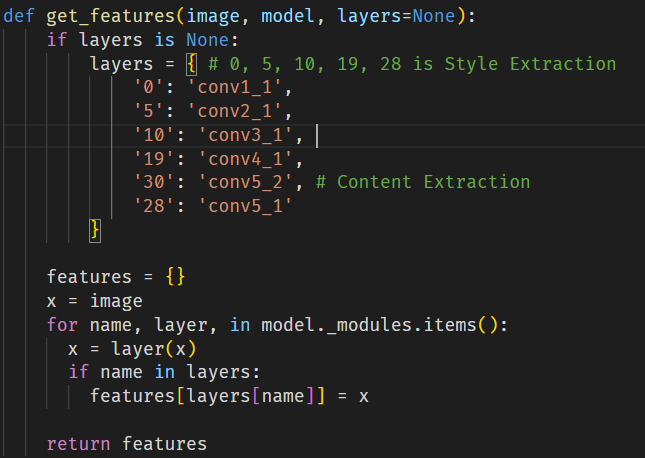 def get_features(image, model, layers=None):
    if layers is None:
        layers = { # 0, 5, 10, 19, 28 is Style Extraction
            '0': 'conv1_1',
            '5': 'conv2_1',
            '10': 'conv3_1',
            '19': 'conv4_1',
            '30': 'conv5_2', # Content Extraction
            '28': 'conv5_1'
        }
    features = {}
    x = image
    for name, layer, in model._modules.items():
      x = layer(x)
      if name in layers:
        features[layers[name]] = x
    return features